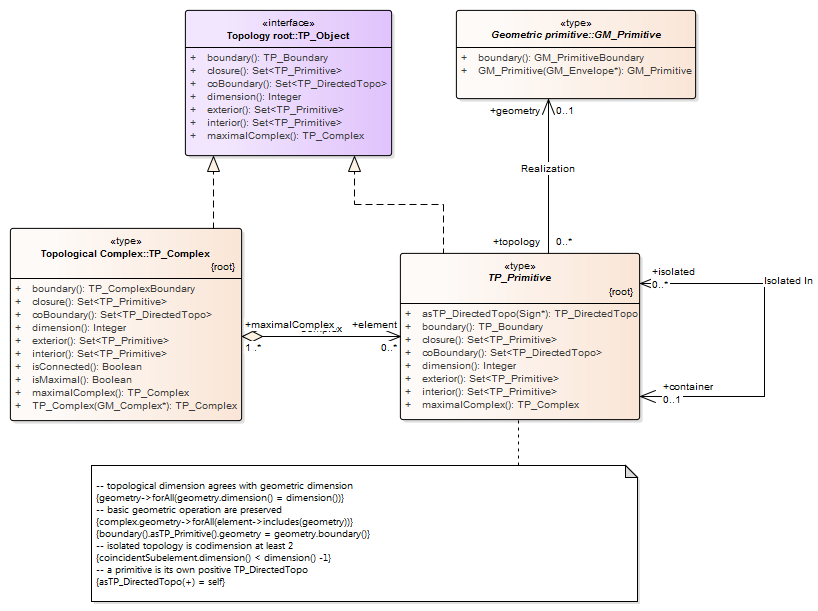 «interface»
Topology root::TP_Object
+ boundary(): TP_Boundary
+ closure(): Set<TP_Primitive>
+ coBoundary(): Set<TP_DirectedTopo>
+ dimension(): Integer
+ exterior(): Set<TP_Primitive>
+ interior(): Set<TP_Primitive>
+ maximalComplex(): TP_Complex
«type»
Geometric primitive::GM_Primitive
+ boundary(): GM_PrimitiveBoundary
+ GM_Primitive(GM_Envelope*): GM_Primitive
+geometry
0..1
Realization
+topology
0..*
«type»
Topological Complex::TP_Complex
{root}
+ boundary(): TP_ComplexBoundary
+ closure(): Set<TP_Primitive>
+ coBoundary(): Set<TP_DirectedTopo>
+ dimension(): Integer
+ exterior(): Set<TP_Primitive>
+ interior(): Set<TP_Primitive>
+ isConnected(): Boolean
+ isMaximal(): Boolean
+ maximalComplex(): TP_Complex
+ TP_Complex(GM_Complex*): TP_Complex
+maximalComplex
Complex
+element
1..*
0..*
«type»
TP_Primitive
{root}
+ asTP_DirectedTopo(Sign*): TP_DirectedTopo
+ boundary(): TP_Boundary
+ closure(): Set<TP_Primitive>
+ coBoundary(): Set<TP_DirectedTopo>
+ dimension(): Integer
+ exterior(): Set<TP_Primitive>
+ interior(): Set<TP_Primitive>
+ maximalComplex(): TP_Complex
+isolated
0..*
Isolated In
+container
0..1
-- topological dimension agrees with geometric dimension
{geometry->forAll(geometry.dimension() = dimension())}
-- basic geometric operation are preserved
{complex.geometry->forAll(element->includes(geometry))}
{boundary().asTP_Primitive().geometry = geometry.boundary()}
-- isolated topology is codimension at least 2
{coincidentSubelement.dimension() < dimension() -1}
-- a primitive is its own positive TP_DirectedTopo
{asTP_DirectedTopo(+) = self}